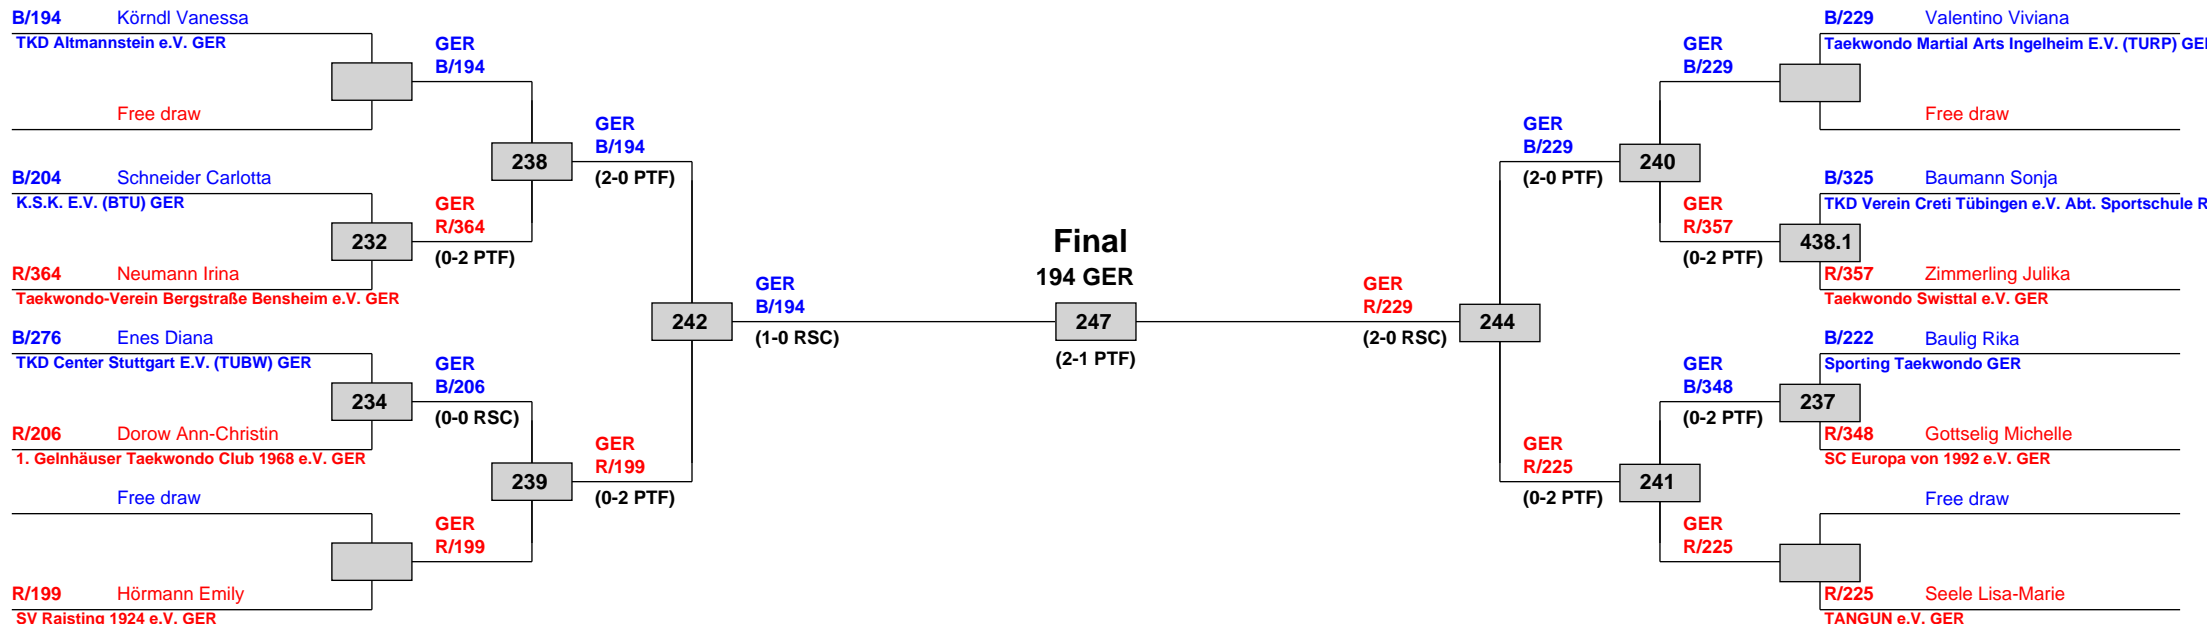 B/194 Körndl Vanessa
TKD Altmannstein e.V. GER
Free draw
B/204 Schneider Carlotta
K.S.K. E.V. (BTU) GER
232
R/364 Neumann Irina
Taekwondo-Verein Bergstraße Bensheim e.V. GER
B/276 Enes Diana
TKD Center Stuttgart E.V. (TUBW) GER
234
R/206 Dorow Ann-Christin
1. Gelnhäuser Taekwondo Club 1968 e.V. GER
Free draw
R/199 Hörmann Emily
SV Raisting 1924 e.V. GER
GER
B/194
238
GER
R/364
(0-2 PTF)
GER
B/206
(0-0 RSC)
239
GER
R/199
GER
B/194
(2-0 PTF)
242
GER
R/199
(0-2 PTF)
GER
B/194
(1-0 RSC)
Final
194 GER
247
(2-1 PTF)
GER
R/229
(2-0 RSC)
244
GER
B/229
(2-0 PTF)
240
GER
R/225
(0-2 PTF)
241
GER
B/229
GER
R/357
(0-2 PTF)
GER
B/348
(0-2 PTF)
GER
R/225
B/229 Valentino Viviana
Taekwondo Martial Arts Ingelheim E.V. (TURP) GE
Free draw
B/325 Baumann Sonja
TKD Verein Creti Tübingen e.V. Abt. Sportschule R
438.1
R/357 Zimmerling Julika
Taekwondo Swisttal e.V. GER
B/222 Baulig Rika
Sporting Taekwondo GER
237
R/348 Gottselig Michelle
SC Europa von 1992 e.V. GER
Free draw
R/225 Seele Lisa-Marie
TANGUN e.V. GER